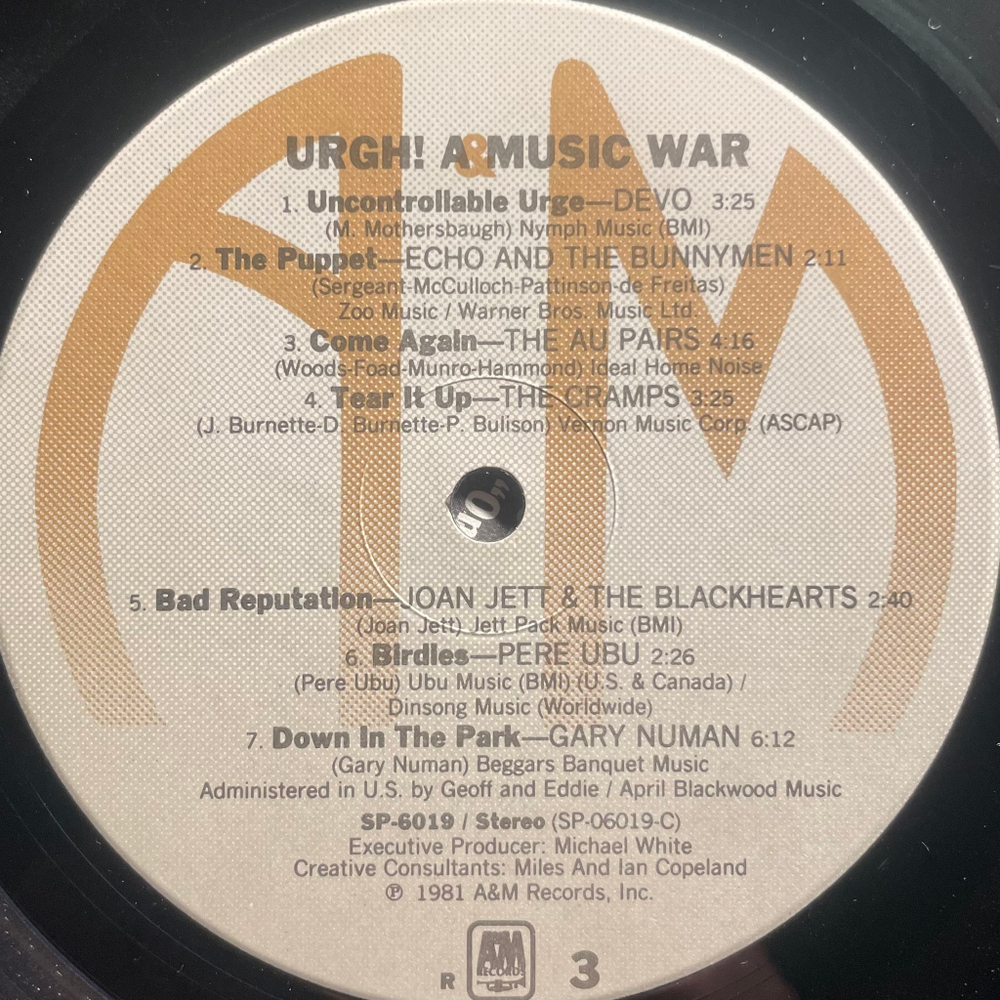 URGH! A & MUSIC WAR
1. Uncontrollable Urge—DEVO 3:25
(M. Mothersbaugh) Nymph Music (BMI)
2. The Puppet—ECHO AND THE BUNNYMEN 2:11
(Sergeant-McCulloch-Pattinson-de Freitas)
Zoo Music / Warner Bros. Music Ltd.
3. Come Again—THE AU PAIRS 4:16
(Woods-Foad-Munro-Hammond) Ideal Home Noise
4. Tear It Up—THE CRAMPS 3:25
(J. Burnette-D. Burnette-P. Bulison) Vernon Music Corp. (ASCAP)
5. Bad Reputation—JOAN JETT & THE BLACKHEARTS 2:40
(Joan Jett) Jett Pack Music (BMI)
6. Birdies—PERE UBU 2:26
(Pere Ubu) Ubu Music (BMI) (U.S. & Canada) /
Dinsong Music (Worldwide)
7. Down In The Park—GARY NUMAN 6:12
(Gary Numan) Beggars Banquet Music
Administered in U.S. by Geoff and Eddie / April Blackwood Music
SP-6019 / Stereo (SP-06019-C)
Executive Producer: Michael White
Creative Consultants: Miles And Ian Copeland
℗ 1981 A&M Records, Inc.
R A&M RECORDS 3